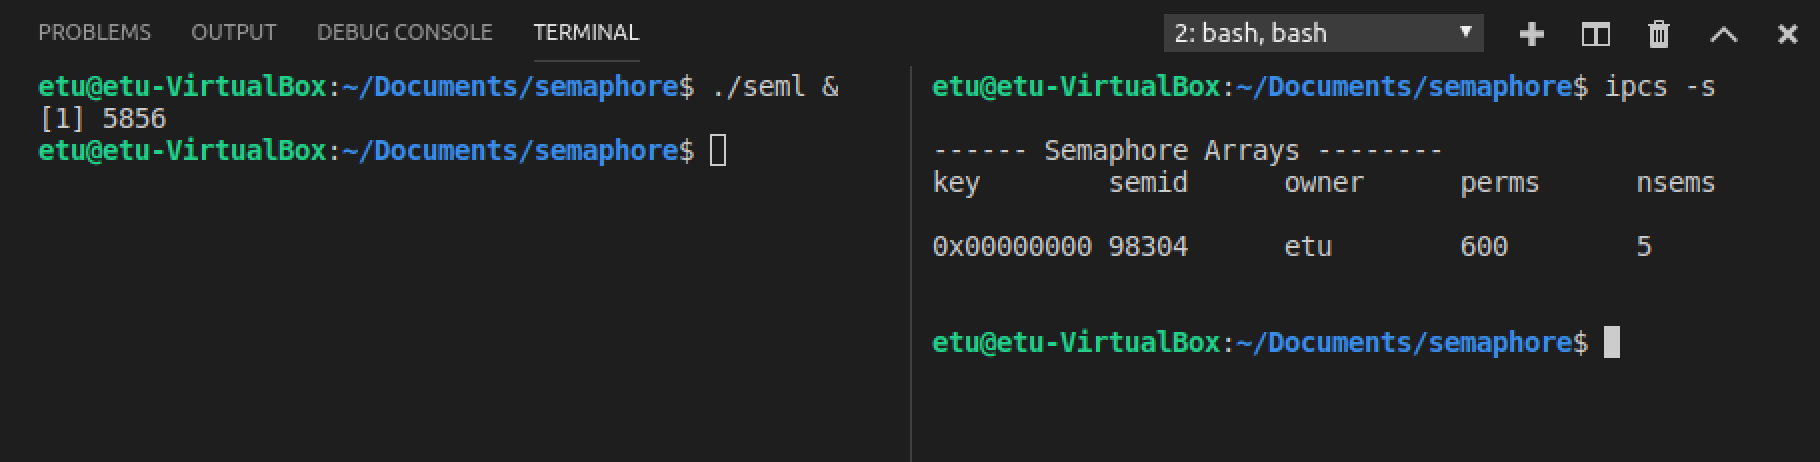 PROBLEMS OUTPUT DEBUG CONSOLE TERMINAL 2: bash, bash
etu@etu-VirtualBox:~/Documents/semaphore$ ./seml &
[1] 5856
etu@etu-VirtualBox:~/Documents/semaphore$
etu@etu-VirtualBox:~/Documents/semaphore$ ipcs -s
------ Semaphore Arrays --------
key semid owner perms nsems
0x00000000 98304 etu 600 5
etu@etu-VirtualBox:~/Documents/semaphore$